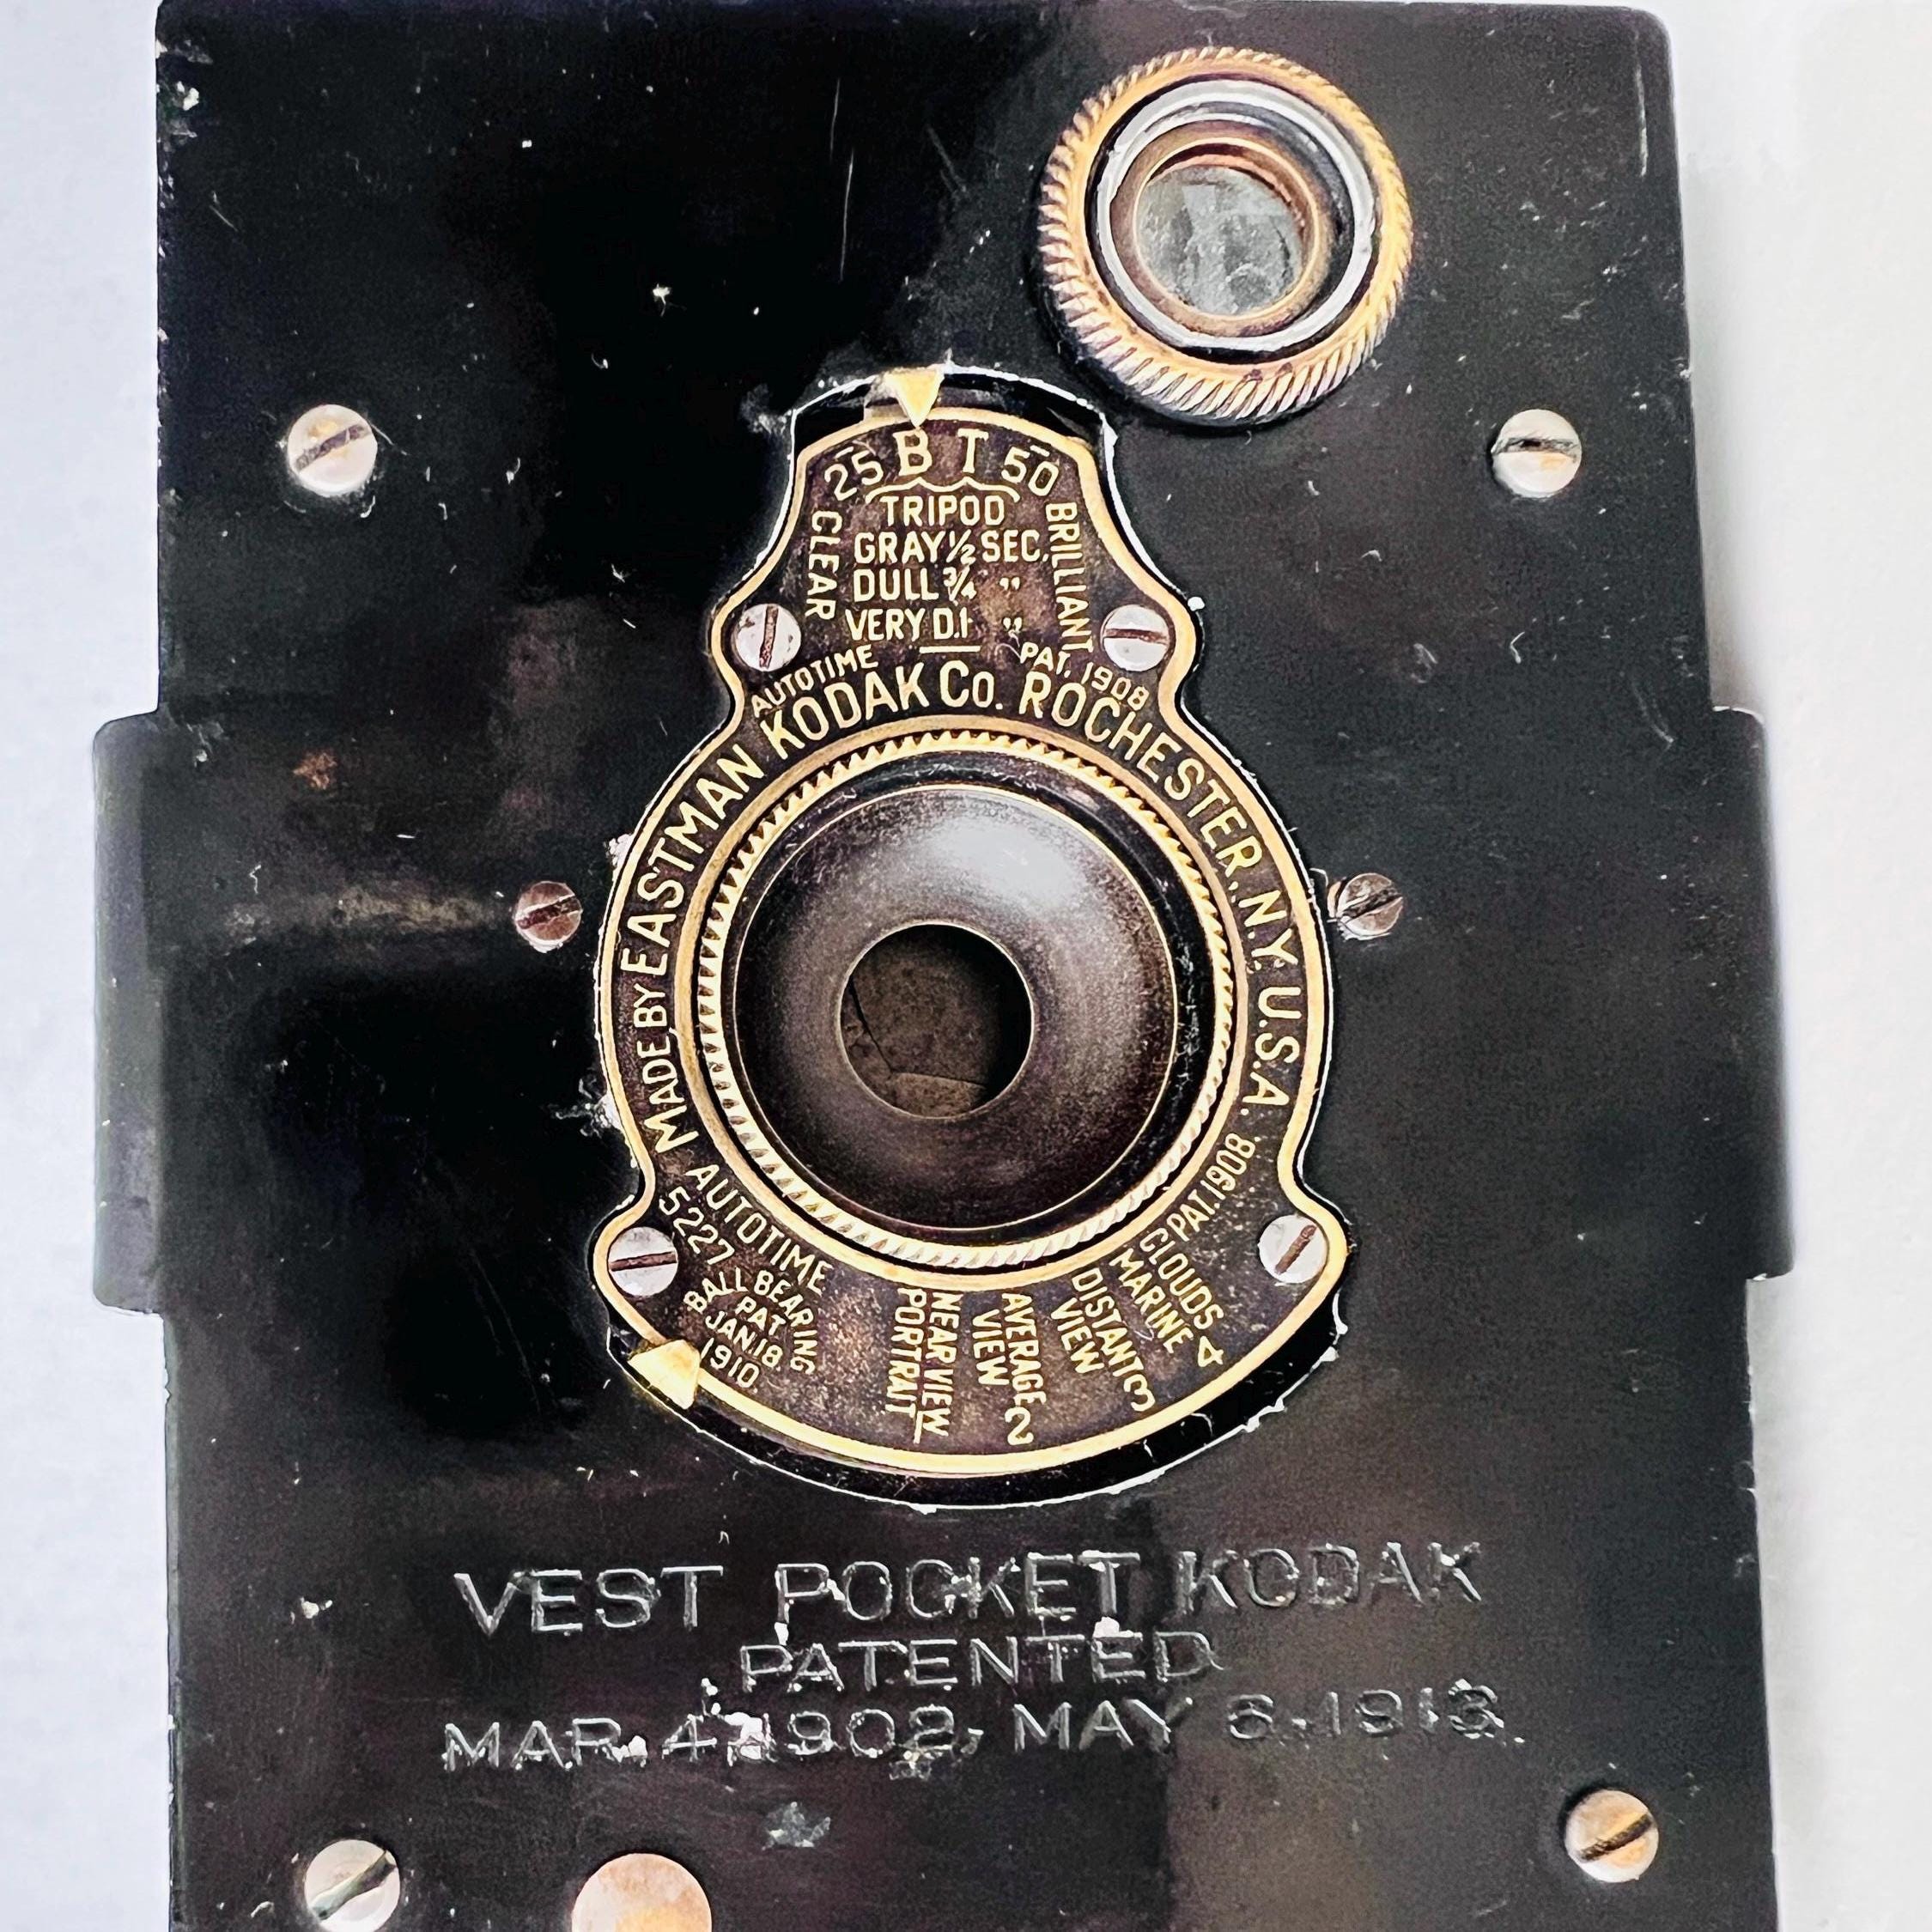 25 B T 50
TRIPOD
GRAY ½ SEC.
DULL ¾ "
VERY D. 1 "
CLEAR
BRILLIANT
AUTOTIME
PAT. 1908
MADE BY EASTMAN KODAK Co. ROCHESTER. N.Y. U.S.A.
AUTOTIME
5227
BALL BEARING
PAT
JAN. 18
1910
NEAR VIEW
PORTRAIT
1
AVERAGE
VIEW
2
DISTANT
VIEW
3
CLOUDS
MARINE
4
PAT. 1908.
VEST POCKET KODAK
PATENTED
MAR. 4, 1902, MAY 6, 1913.